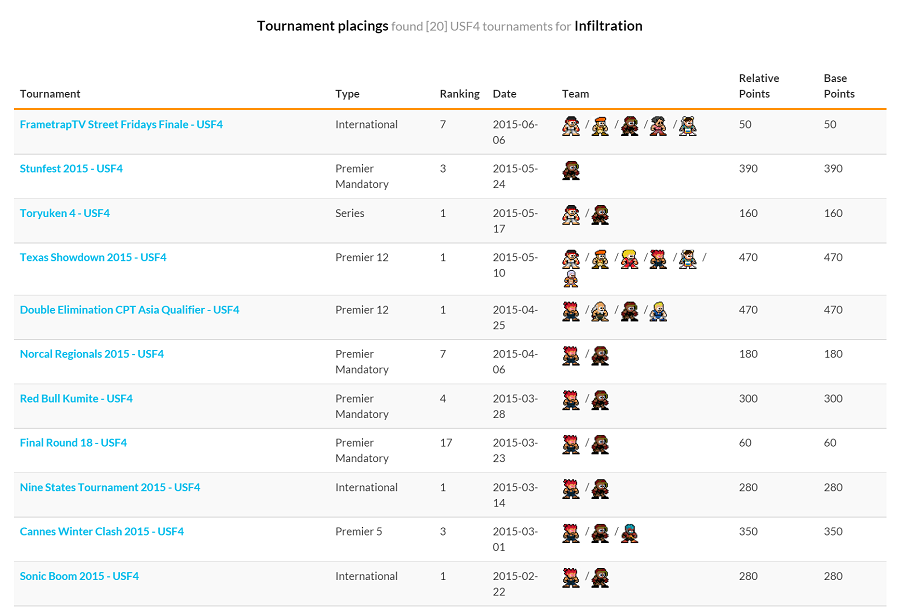 Tournament placings found [20] USF4 tournaments for Infiltration
Tournament Type Ranking Date Team Relative Points Base Points
FrametrapTV Street Fridays Finale - USF4 International 7 2015-06-06 / / / / 50 50
Stunfest 2015 - USF4 Premier Mandatory 3 2015-05-24 390 390
Toryuken 4 - USF4 Series 1 2015-05-17 / 160 160
Texas Showdown 2015 - USF4 Premier 12 1 2015-05-10 / / / / / 470 470
Double Elimination CPT Asia Qualifier - USF4 Premier 12 1 2015-04-25 / / / 470 470
Norcal Regionals 2015 - USF4 Premier Mandatory 7 2015-04-06 / 180 180
Red Bull Kumite - USF4 Premier Mandatory 4 2015-03-28 / 300 300
Final Round 18 - USF4 Premier Mandatory 17 2015-03-23 / 60 60
Nine States Tournament 2015 - USF4 International 1 2015-03-14 / 280 280
Cannes Winter Clash 2015 - USF4 Premier 5 3 2015-03-01 / / 350 350
Sonic Boom 2015 - USF4 International 1 2015-02-22 / 280 280